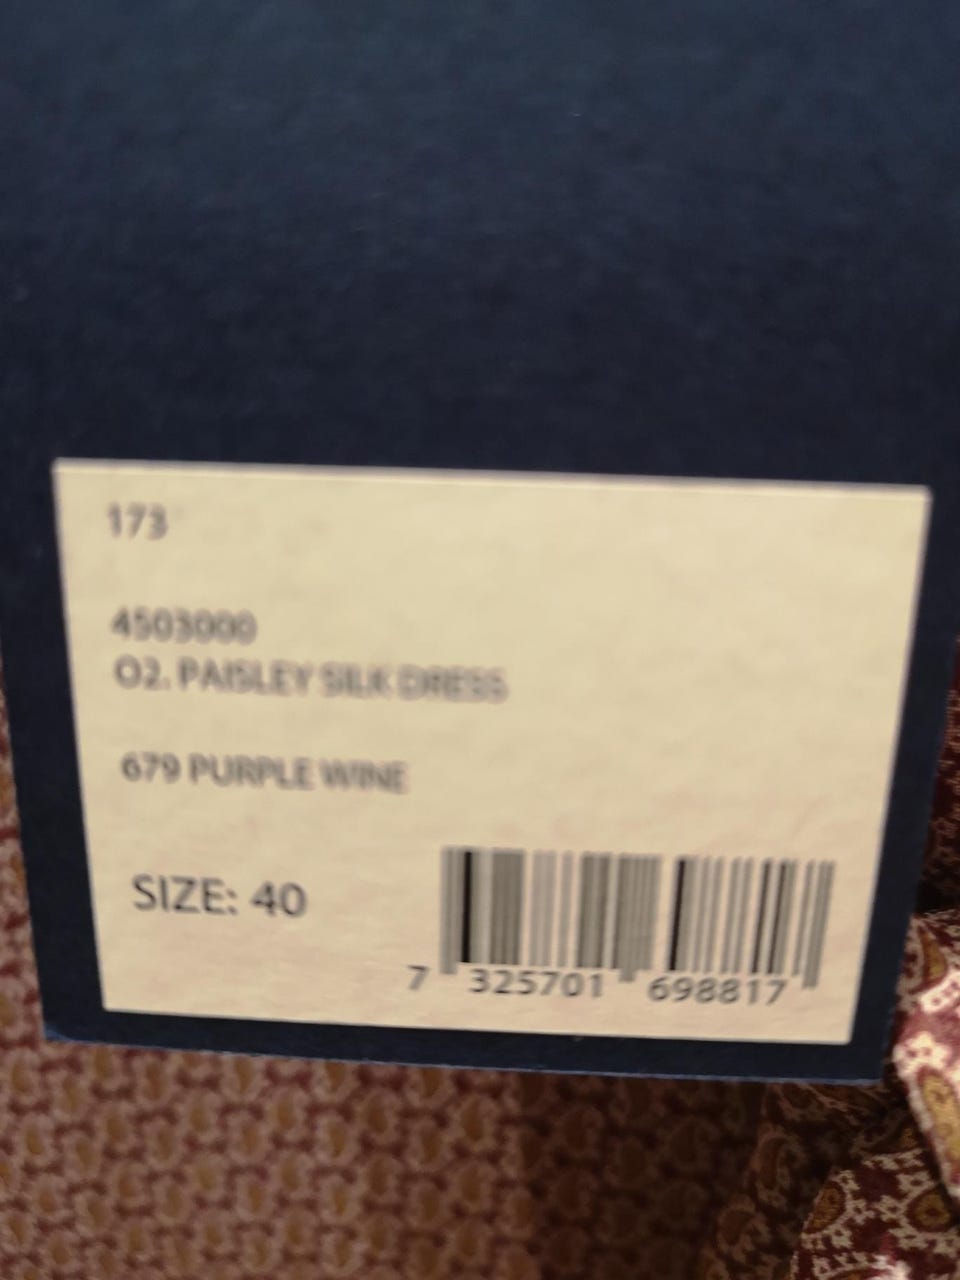 173
4503000
O2. PAISLEY SILK DRESS
679 PURPLE WINE
SIZE: 40
7 325701 698817